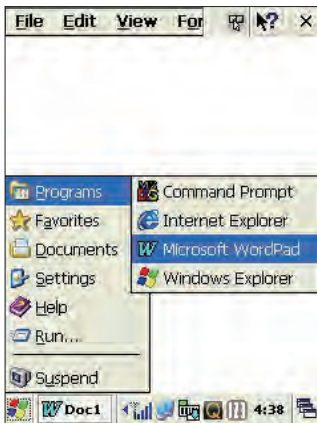 File Edit View For ?
Programs
Favorites
Documents
Settings
Help
Run...
Suspend
Command Prompt
Internet Explorer
Microsoft WordPad
Windows Explorer
Doc1 4:38